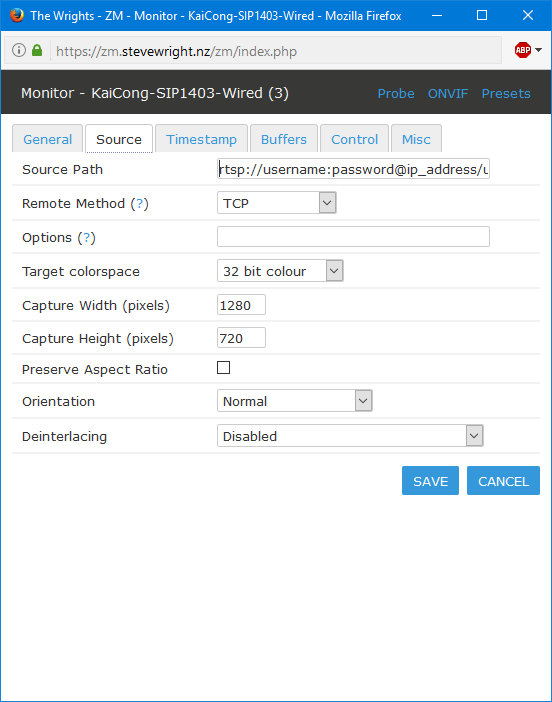 The Wrights - ZM - Monitor - KaiCong-SIP1403-Wired - Mozilla Firefox
https://zm.stevewright.nz/zm/index.php
ABP
Monitor - KaiCong-SIP1403-Wired (3) Probe ONVIF Presets
General Source Timestamp Buffers Control Misc
Source Path rtsp://username:password@ip_address/u
Remote Method (?) TCP
Options (?)
Target colorspace 32 bit colour
Capture Width (pixels) 1280
Capture Height (pixels) 720
Preserve Aspect Ratio
Orientation Normal
Deinterlacing Disabled
SAVE CANCEL